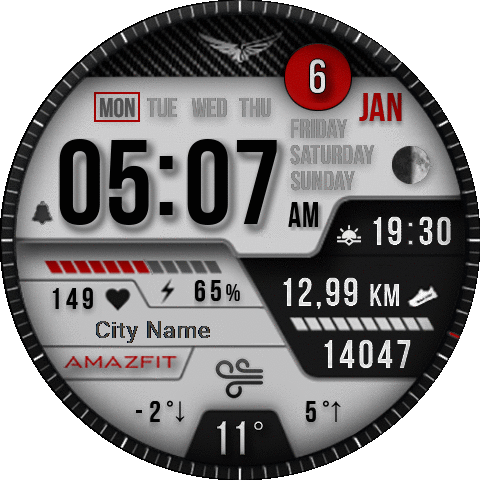 6
MON TUE WED THU JAN
FRIDAY
SATURDAY
SUNDAY
05:07 AM
19:30
149 65%
12,99 KM
City Name
14047
AMAZFIT
-2°↓ 5°↑
11°